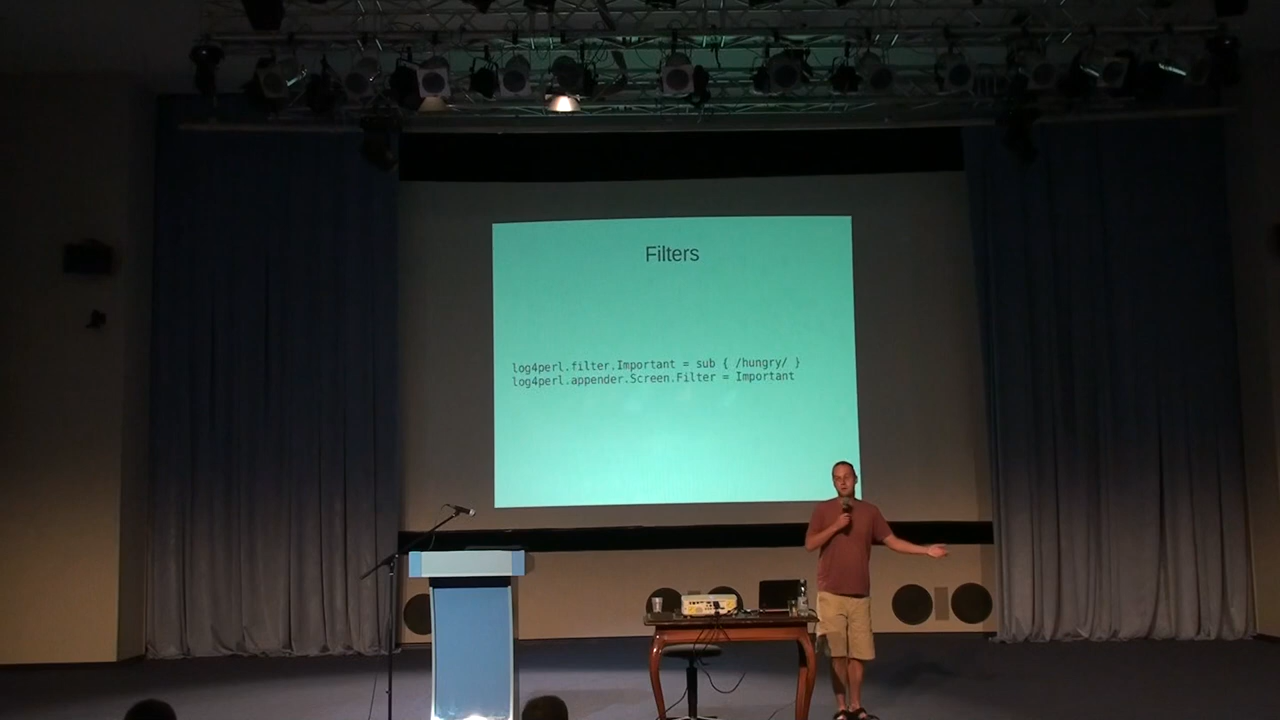 Filters
log4perl.filter.Important = sub { /hungry/ }
log4perl.appender.Screen.Filter = Important